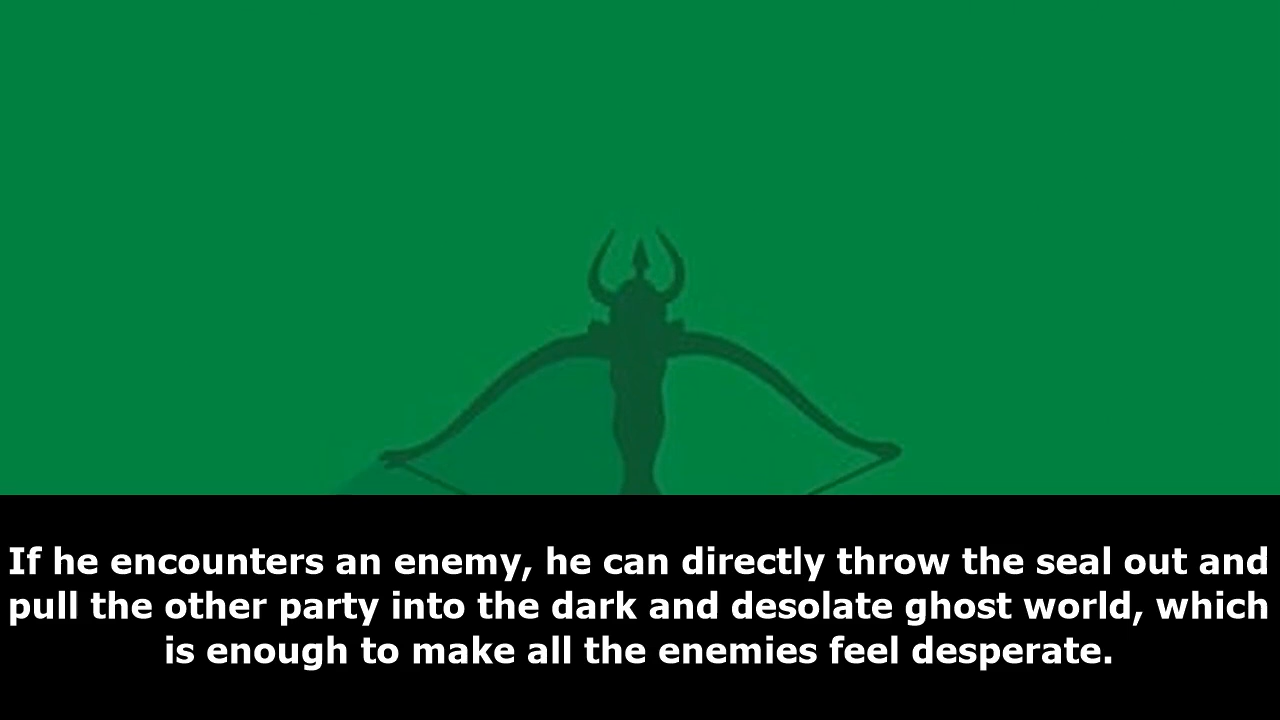 If he encounters an enemy, he can directly throw the seal out and
pull the other party into the dark and desolate ghost world, which
is enough to make all the enemies feel desperate.